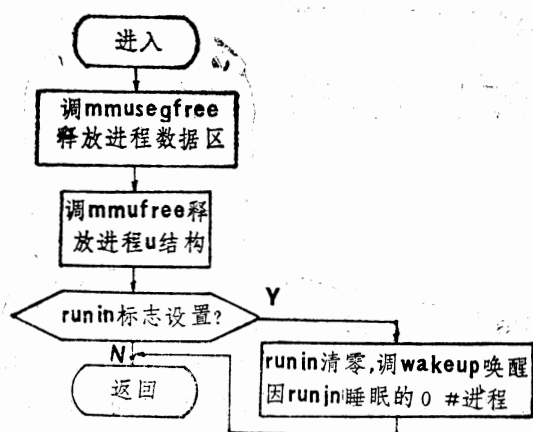 进入
调mmusegfree
释放进程数据区
调mmufree释
放进程u结构
runin标志设置?
Y
N
runin清零,调wakeup唤醒
因runin睡眠的0 #进程
返回